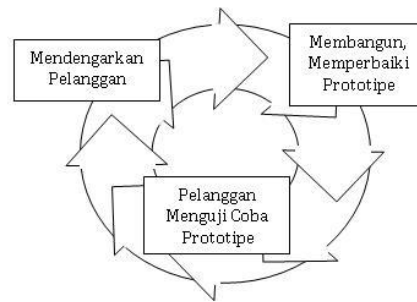 Mendengarkan
Pelanggan
Membangun,
Memperbaiki
Prototipe
Pelanggan
Menguji Coba
Prototipe